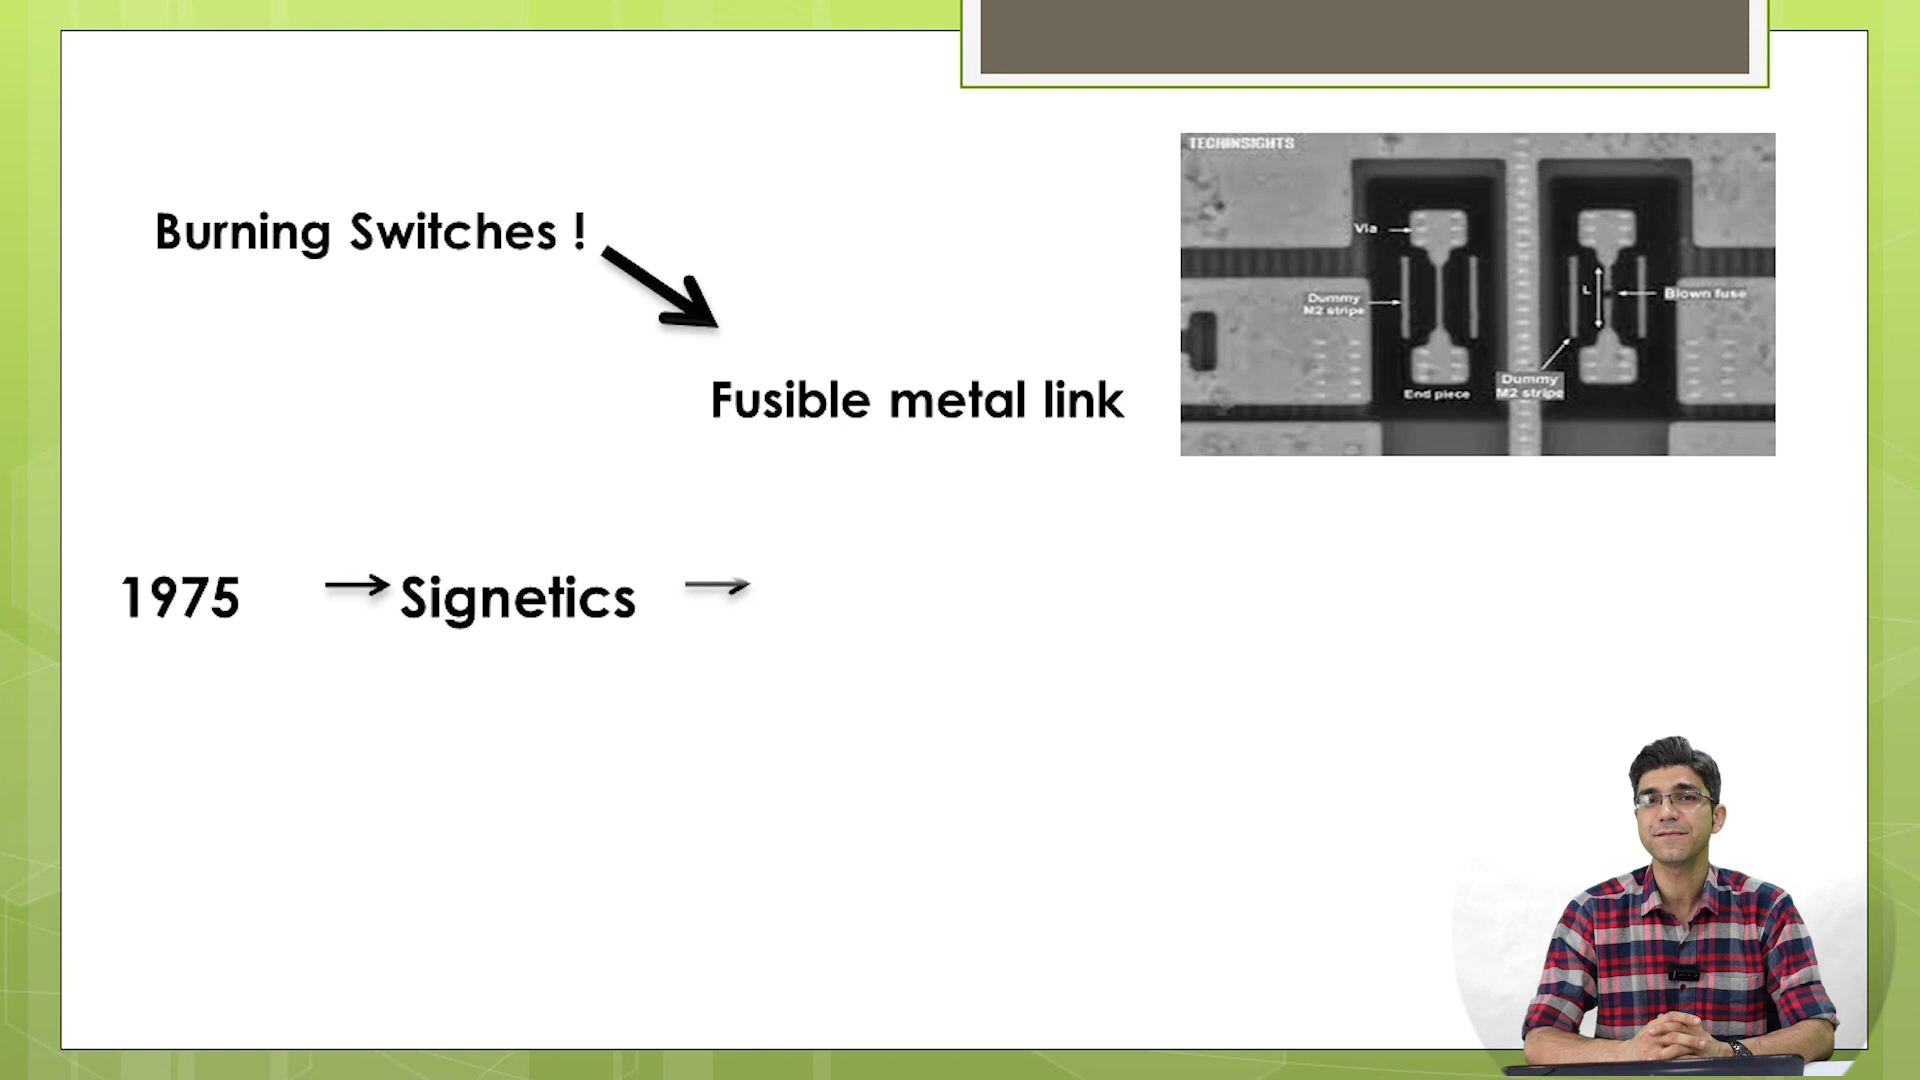 Burning Switches !
Fusible metal link
TECHINSIGHTS
Via
Dummy
M2 stripe
L
Blown fuse
Dummy
M2 stripe
End piece
1975
Signetics